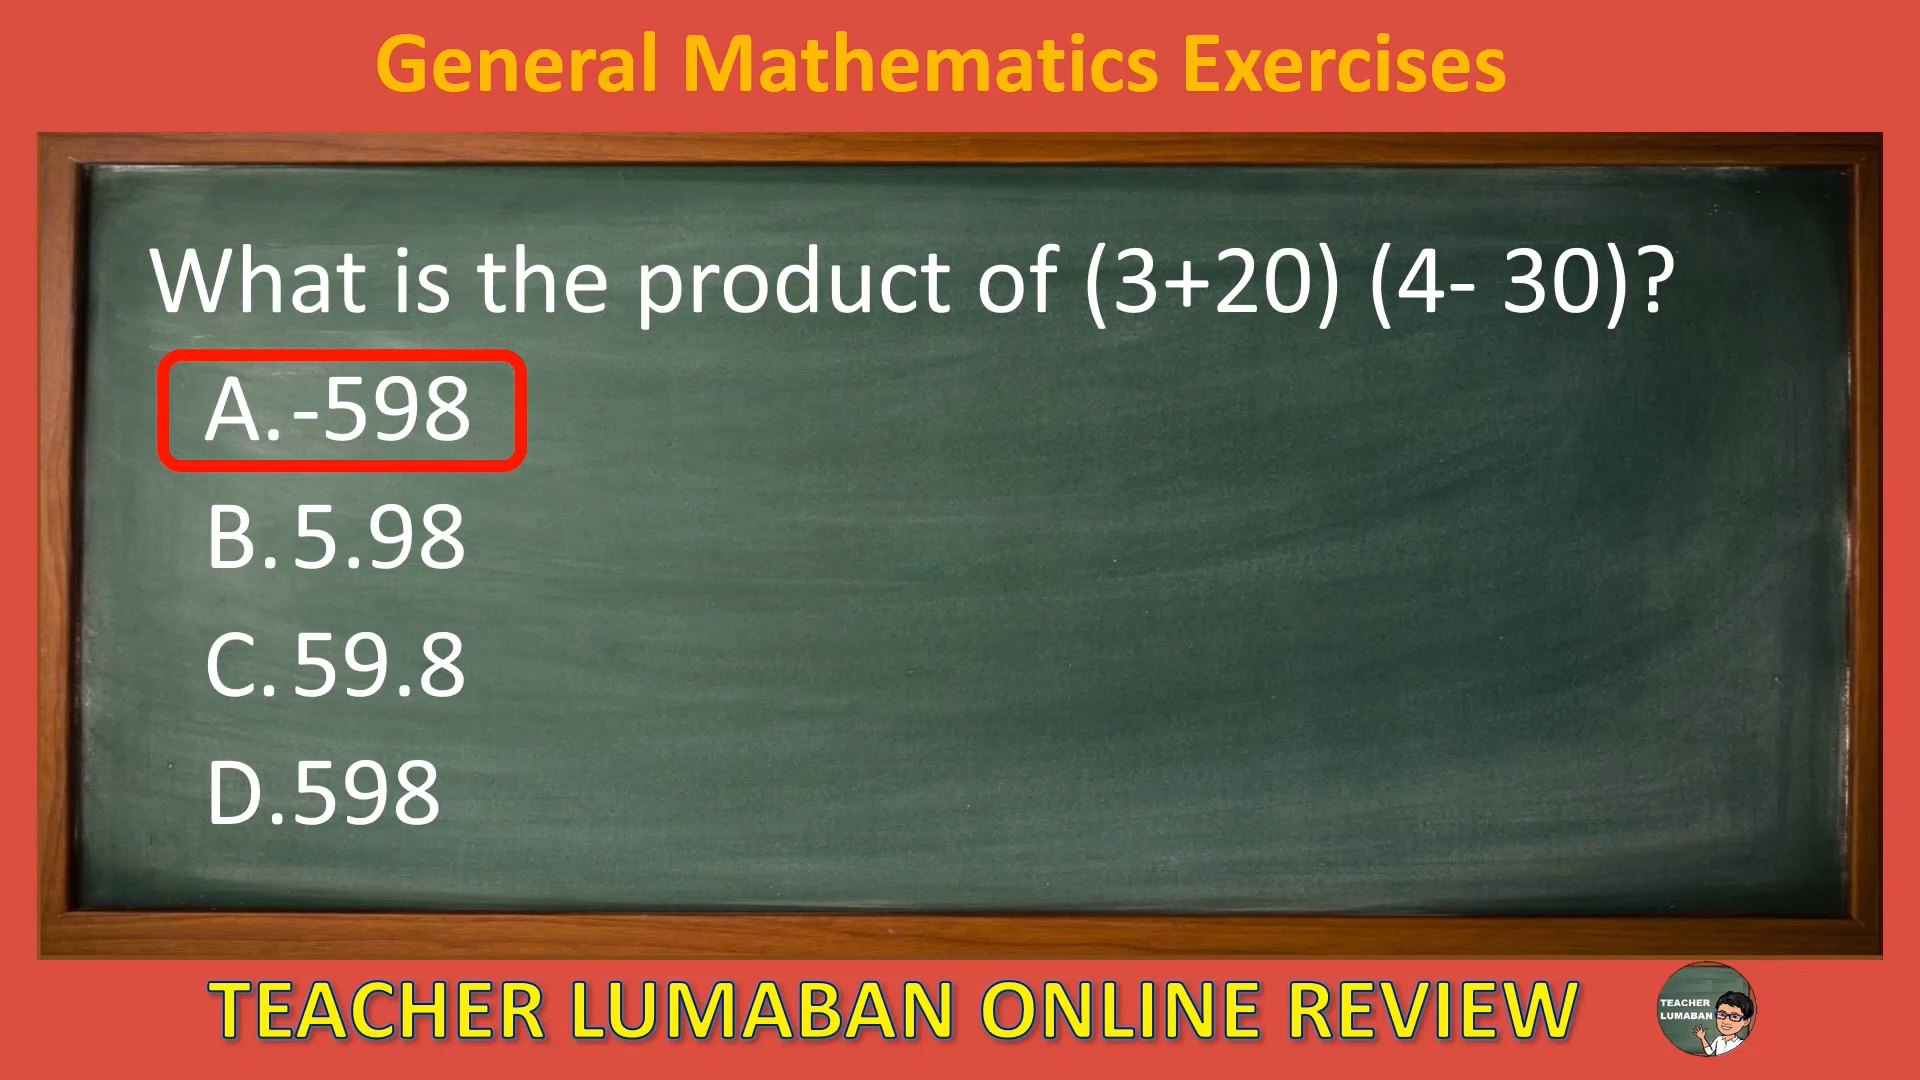 General Mathematics Exercises
What is the product of (3+20) (4- 30)?
A. -598
B. 5.98
C. 59.8
D. 598
TEACHER LUMABAN ONLINE REVIEW
TEACHER
LUMABAN